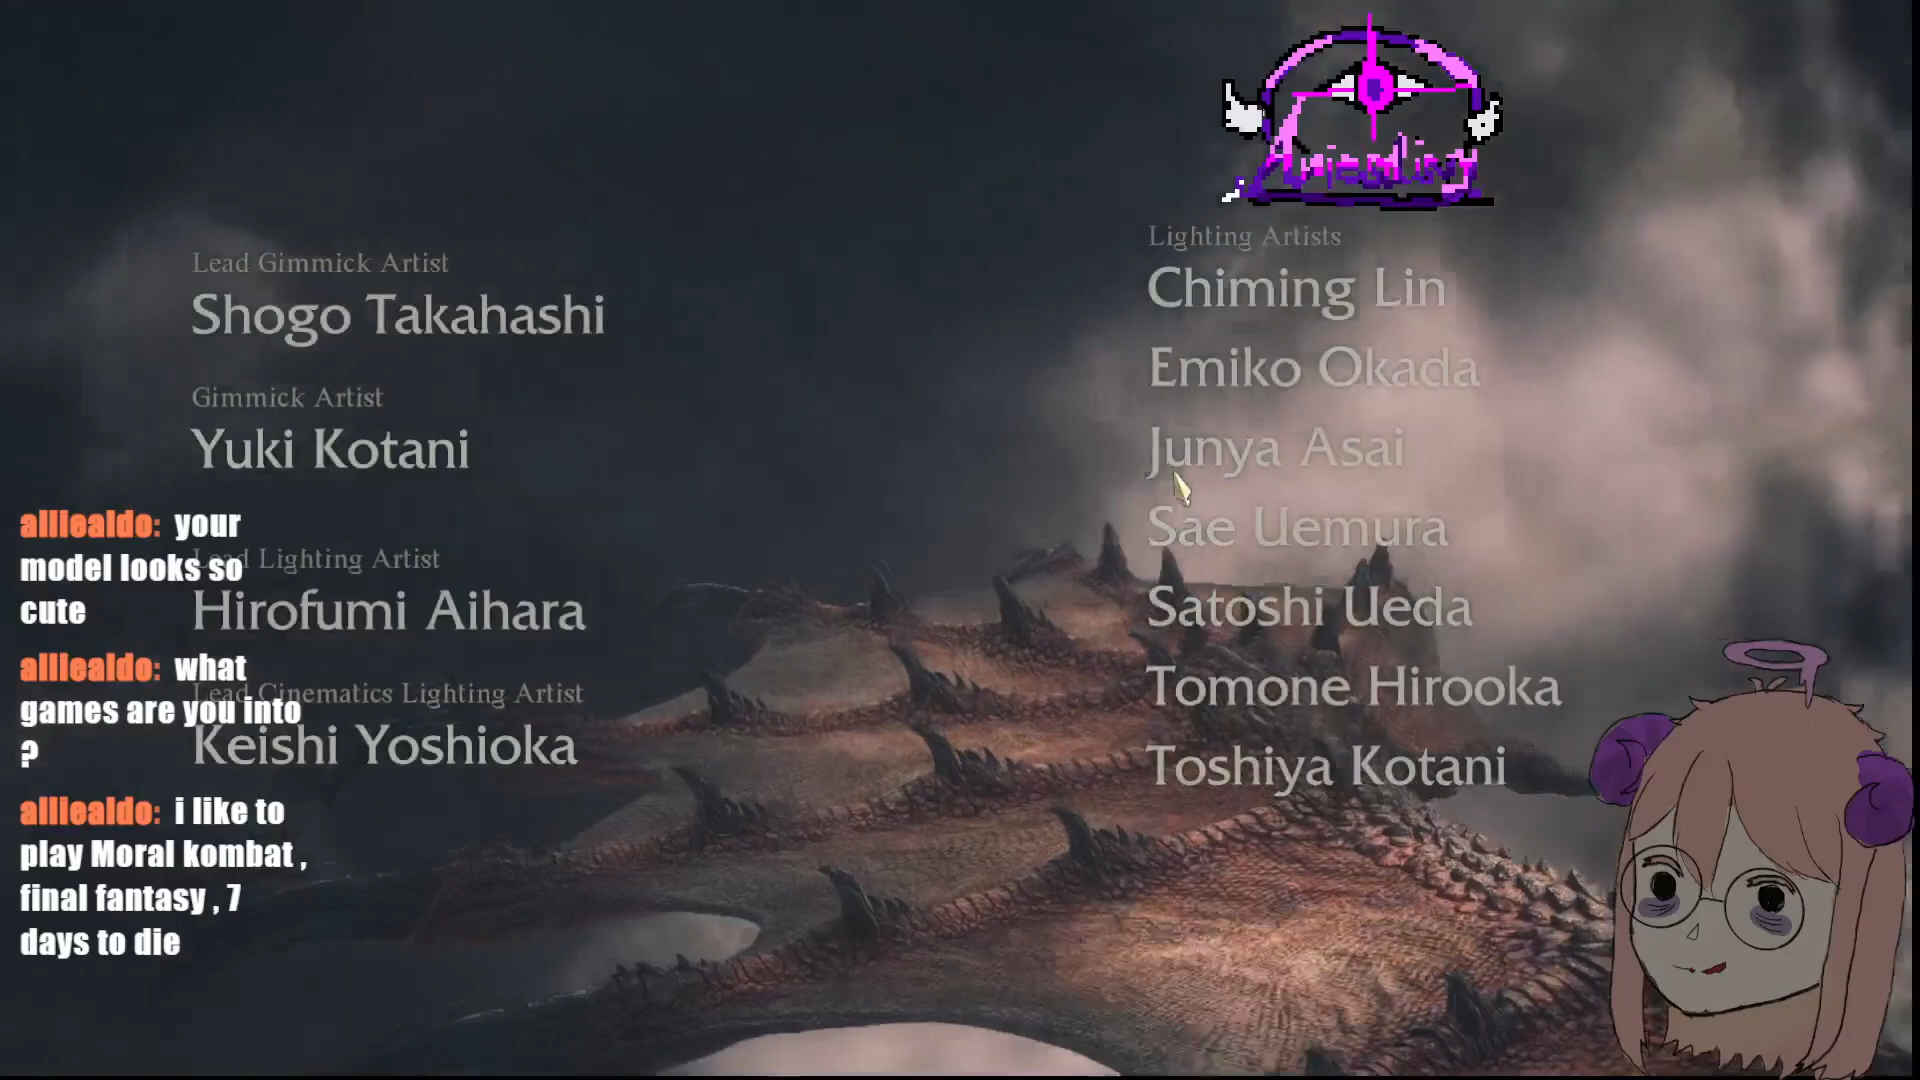 Lead Gimmick Artist
Shogo Takahashi
Gimmick Artist
Yuki Kotani
Lead Lighting Artist
Hirofumi Aihara
Lead Cinematics Lighting Artist
Keishi Yoshioka
Lighting Artists
Chiming Lin
Emiko Okada
Junya Asai
Sae Uemura
Satoshi Ueda
Tomone Hirooka
Toshiya Kotani
alliealdo: your
model looks so
cute
alliealdo: what
games are you into
?
alliealdo: i like to
play Moral kombat ,
final fantasy , 7
days to die